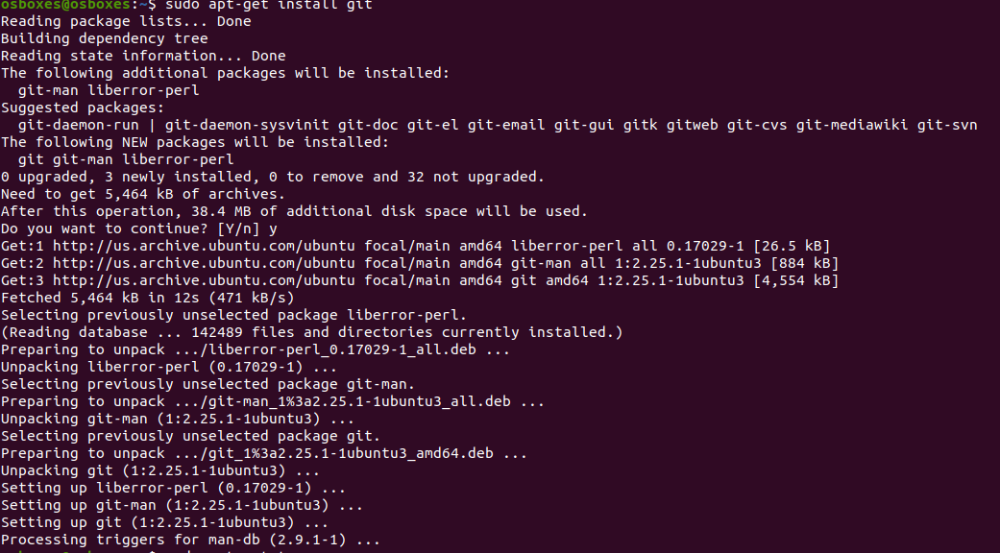 osboxes@osboxes:~$ sudo apt-get install git
Reading package lists... Done
Building dependency tree
Reading state information... Done
The following additional packages will be installed:
  git-man liberror-perl
Suggested packages:
  git-daemon-run | git-daemon-sysvinit git-doc git-el git-email git-gui gitk gitweb git-cvs git-mediawiki git-svn
The following NEW packages will be installed:
  git git-man liberror-perl
0 upgraded, 3 newly installed, 0 to remove and 32 not upgraded.
Need to get 5,464 kB of archives.
After this operation, 38.4 MB of additional disk space will be used.
Do you want to continue? [Y/n] y
Get:1 http://us.archive.ubuntu.com/ubuntu focal/main amd64 liberror-perl all 0.17029-1 [26.5 kB]
Get:2 http://us.archive.ubuntu.com/ubuntu focal/main amd64 git-man all 1:2.25.1-1ubuntu3 [884 kB]
Get:3 http://us.archive.ubuntu.com/ubuntu focal/main amd64 git amd64 1:2.25.1-1ubuntu3 [4,554 kB]
Fetched 5,464 kB in 12s (471 kB/s)
Selecting previously unselected package liberror-perl.
(Reading database ... 142489 files and directories currently installed.)
Preparing to unpack .../liberror-perl_0.17029-1_all.deb ...
Unpacking liberror-perl (0.17029-1) ...
Selecting previously unselected package git-man.
Preparing to unpack .../git-man_1%3a2.25.1-1ubuntu3_all.deb ...
Unpacking git-man (1:2.25.1-1ubuntu3) ...
Selecting previously unselected package git.
Preparing to unpack .../git_1%3a2.25.1-1ubuntu3_amd64.deb ...
Unpacking git (1:2.25.1-1ubuntu3) ...
Setting up liberror-perl (0.17029-1) ...
Setting up git-man (1:2.25.1-1ubuntu3) ...
Setting up git (1:2.25.1-1ubuntu3) ...
Processing triggers for man-db (2.9.1-1) ...